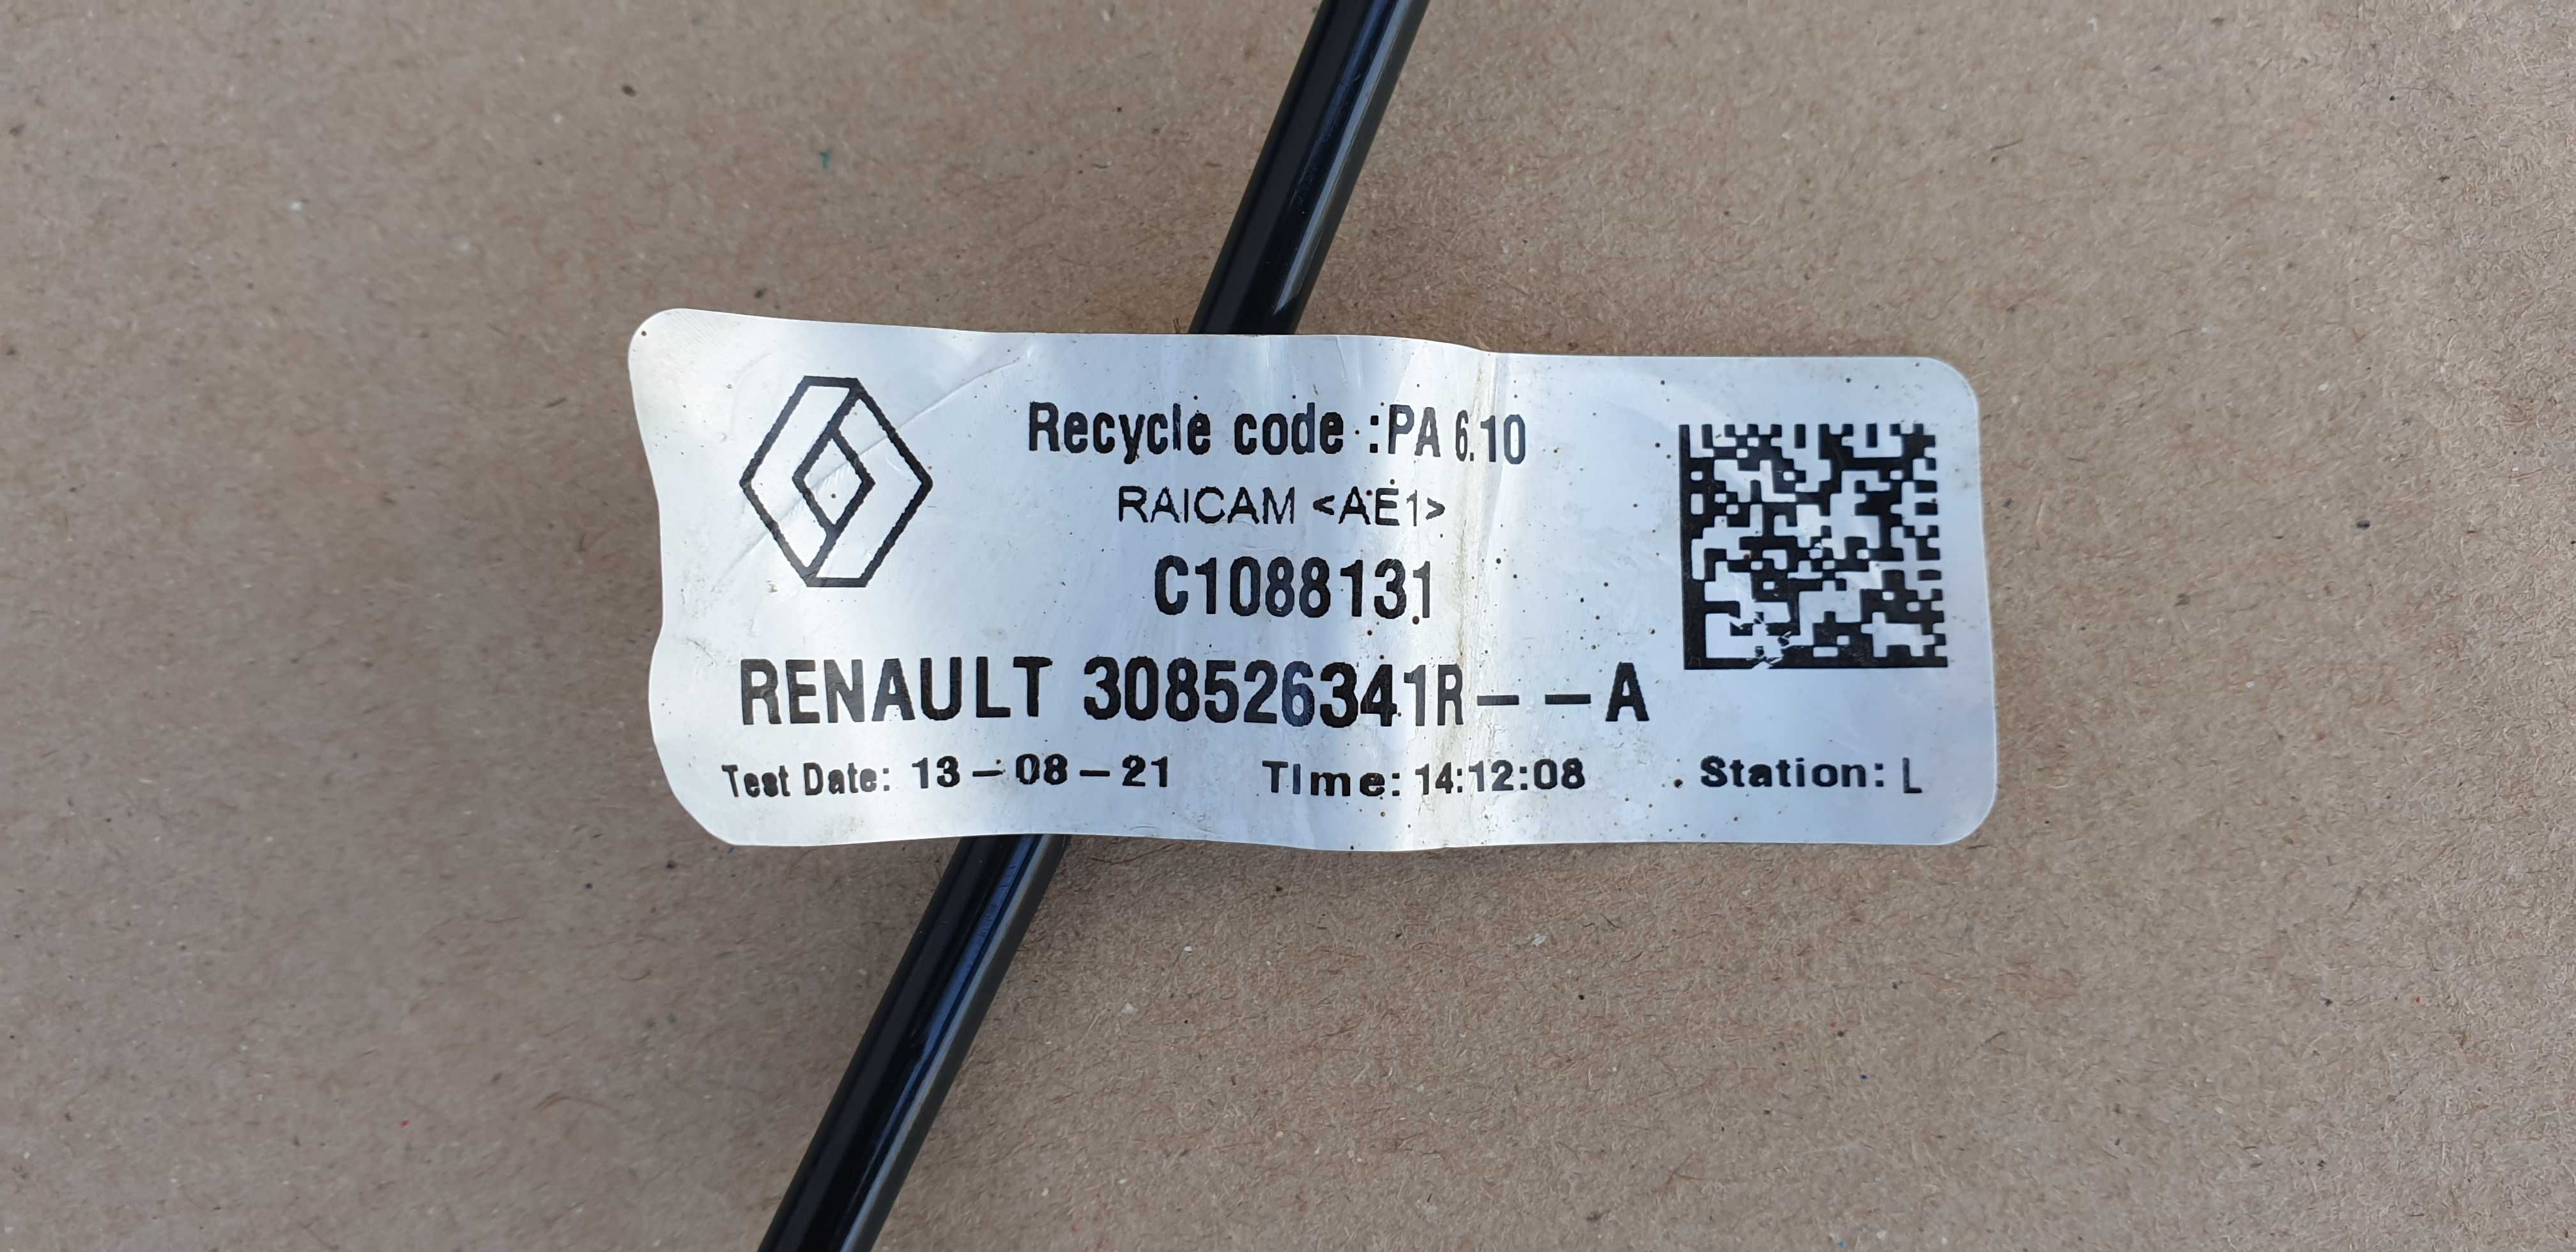 Recycle code :PA 6.10
RAICAM <AE1>
C1088131
RENAULT 308526341R--A
Test Date: 13-08-21 TIme: 14:12:08 Station: L